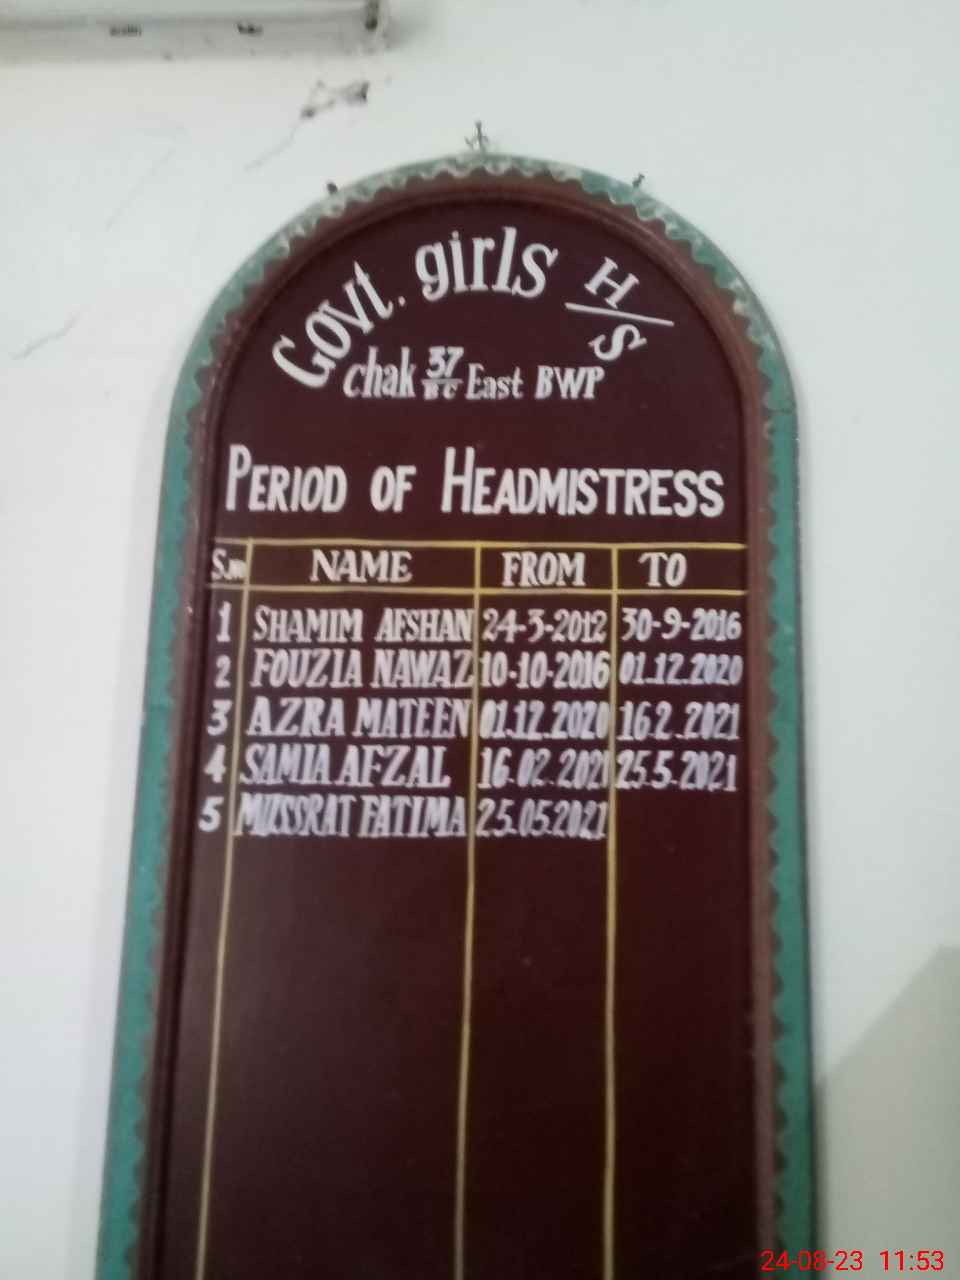 Govt. girls H/S
chak 37/BC East BWP
PERIOD OF HEADMISTRESS
S.no NAME FROM TO
1 SHAMIM AFSHAN 24-3-2012 30-9-2016
2 FOUZIA NAWAZ 10-10-2016 01.12.2020
3 AZRA MATEEN 01.12.2020 16.2.2021
4 SAMIA AFZAL 16.02.2021 25.5.2021
5 MUSSRAT FATIMA 25.05.2021
24-08-23 11:53